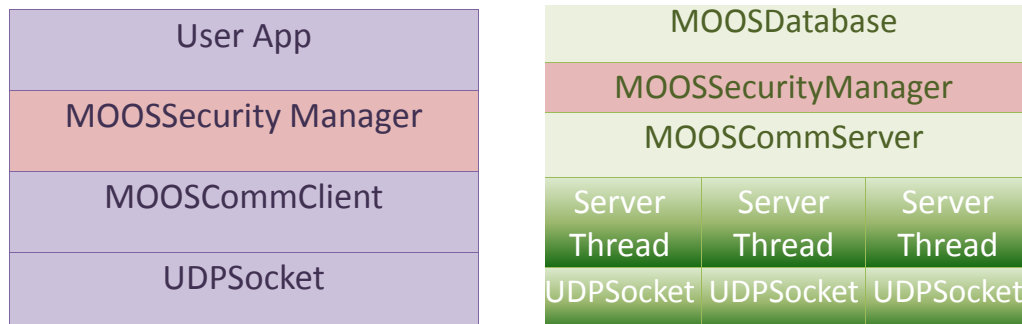 User App
MOOSSecurity Manager
MOOSCommClient
UDPSocket
MOOSDatabase
MOOSSecurityManager
MOOSCommServer
Server Server Server
Thread Thread Thread
UDPSocket UDPSocket UDPSocket